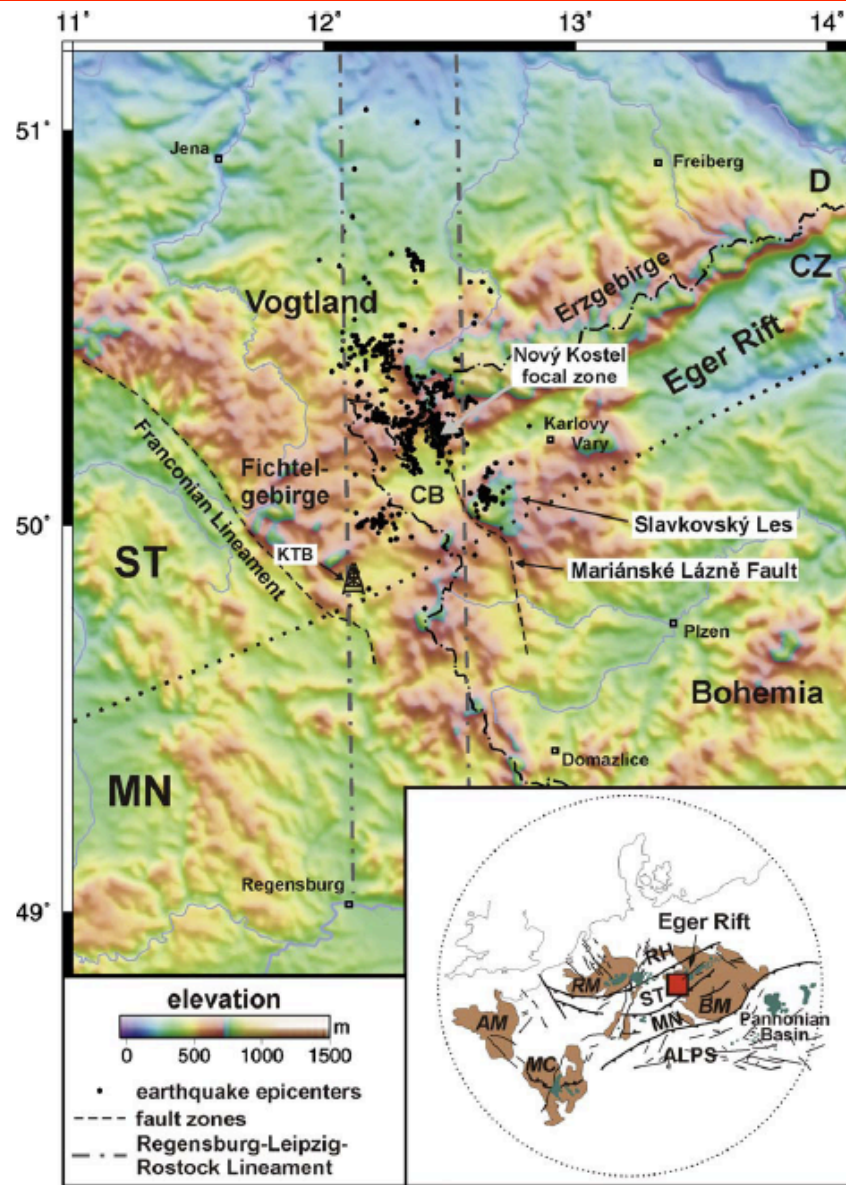 11°
12°
13°
14°
51°
Jena
Freiberg
D
CZ
Erzgebirge
Vogtland
Eger Rift
Nový Kostel
focal zone
Karlovy
Vary
Franconian Lineament
Fichtel-
gebirge
CB
50°
Slavkovský Les
ST
KTB
Mariánské Lázně Fault
Plzen
Bohemia
Domazlice
MN
Regensburg
49°
elevation
m
0
500
1000
1500
earthquake epicenters
fault zones
Regensburg-Leipzig-
Rostock Lineament
Eger Rift
RH
RM
ST
BM
AM
MN
Pannonian
Basin
ALPS
MC